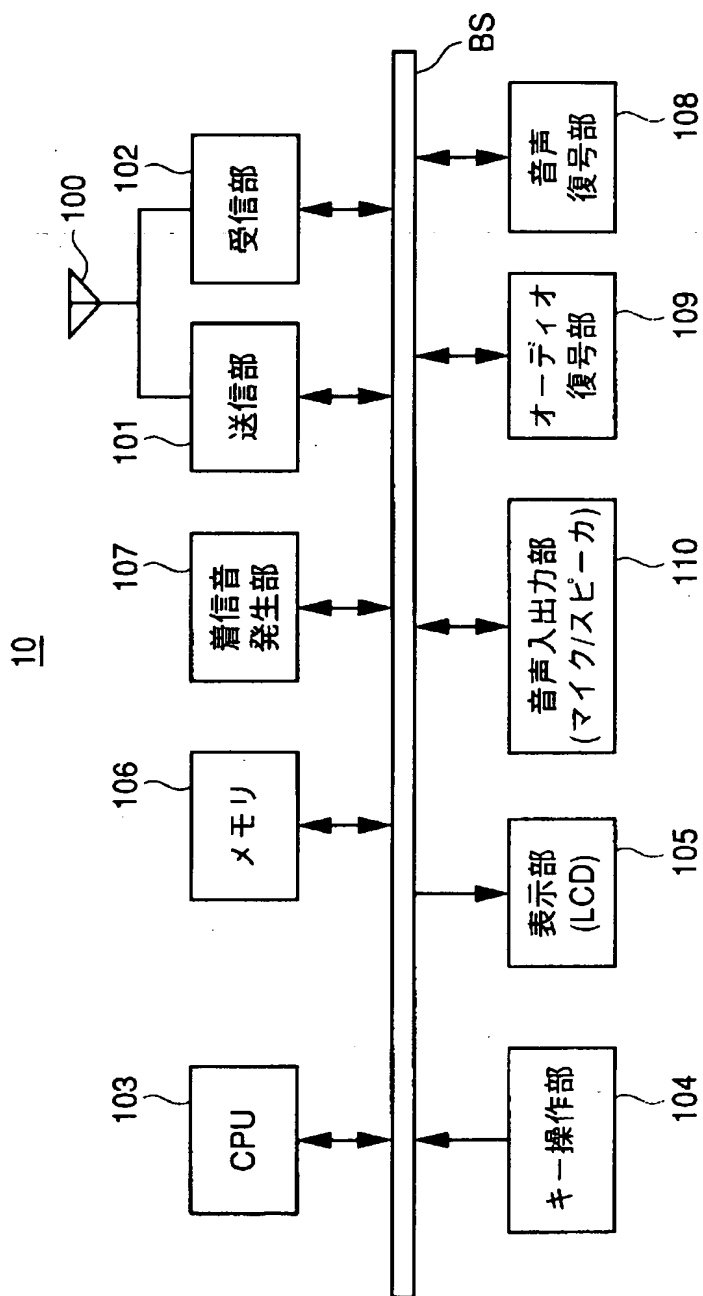 10
103
CPU
106
メモリ
107
着信音
発生部
101
送信部
102
受信部
100
BS
キー操作部
104
表示部
(LCD)
105
音声入出力部
(マイク/スピーカ)
110
オーディオ
復号部
109
音声
復号部
108